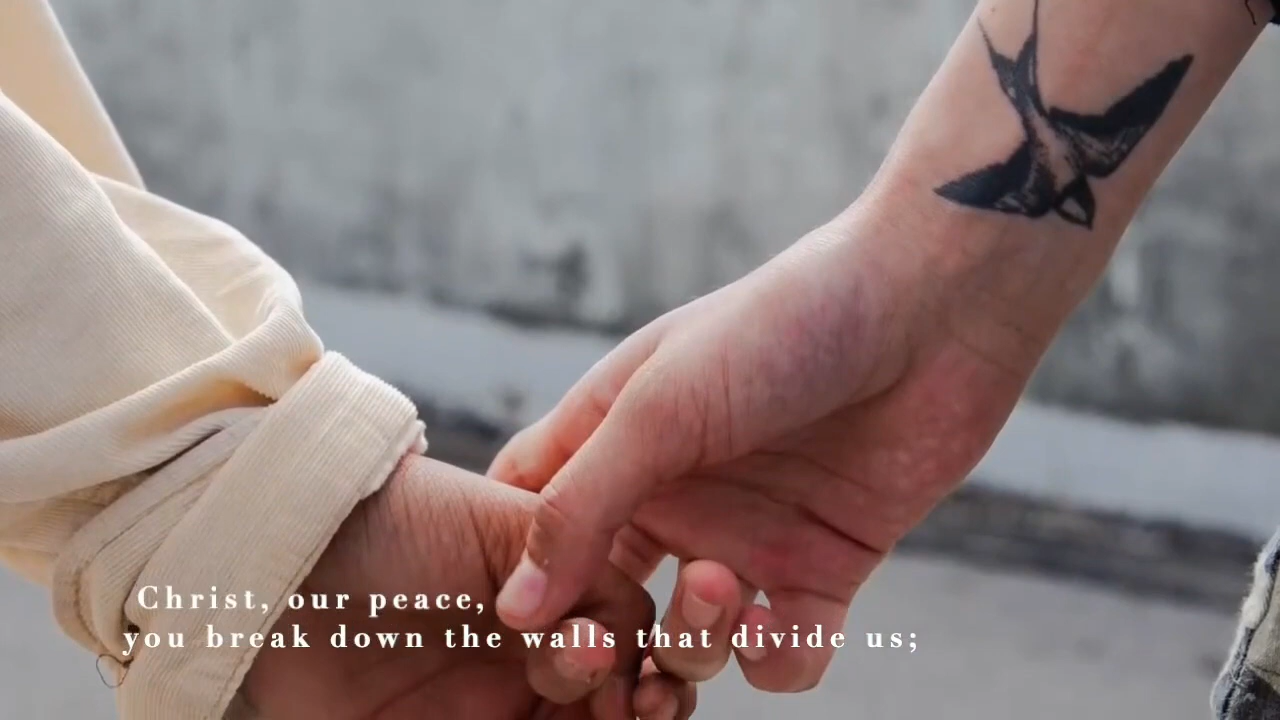 Christ, our peace,
you break down the walls that divide us;